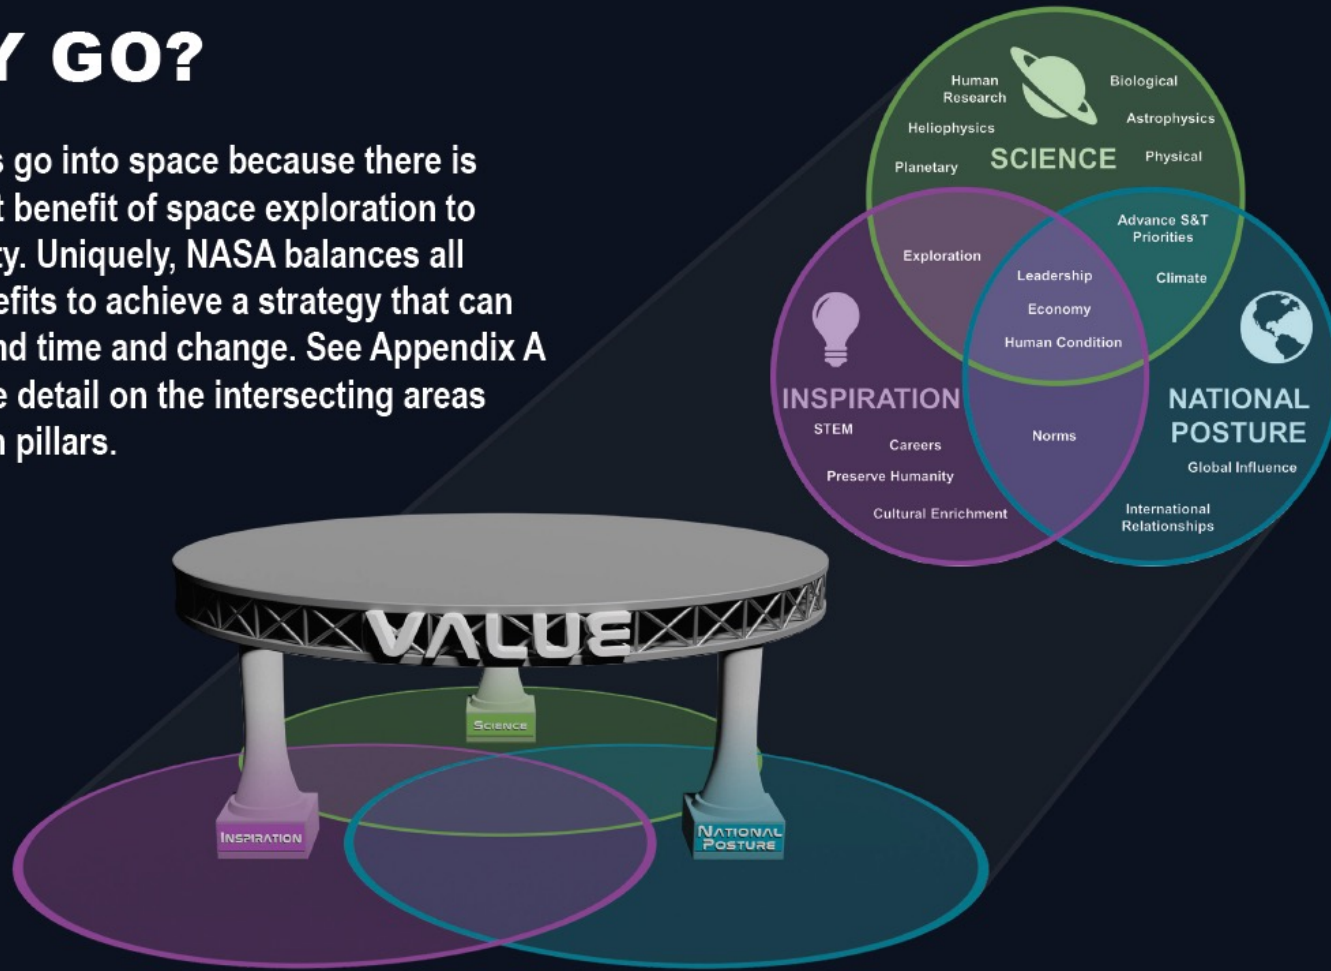 Y GO?
s go into space because there is
t benefit of space exploration to
ty. Uniquely, NASA balances all
efits to achieve a strategy that can
nd time and change. See Appendix A
e detail on the intersecting areas
n pillars.
Human
Research
Biological
Heliophysics
Astrophysics
Planetary
SCIENCE
Physical
Advance S&T
Priorities
Exploration
Climate
Leadership
Economy
Human Condition
INSPIRATION
STEM
Careers
Preserve Humanity
Cultural Enrichment
Norms
NATIONAL
POSTURE
Global Influence
International
Relationships
VALUE
SCIENCE
INSPIRATION
NATIONAL
POSTURE